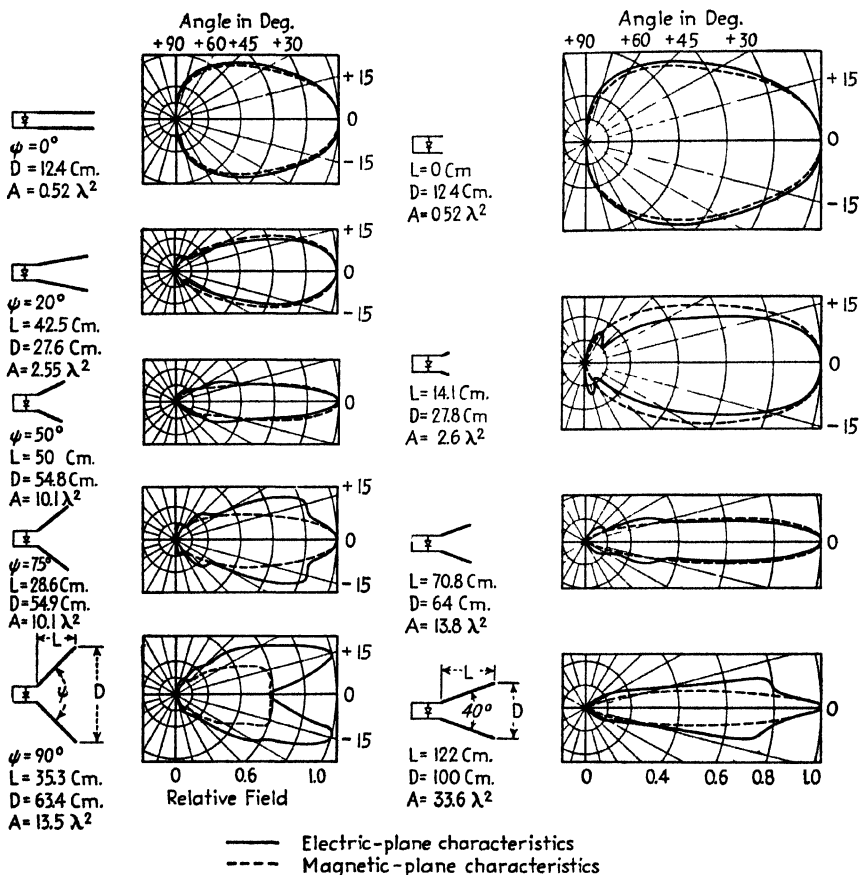 Angle in Deg.
+90 +60 +45 +30
+15
0
-15
ψ = 0°
D = 12.4 Cm.
A = 0.52 λ²
+15
0
-15
ψ = 20°
L = 42.5 Cm.
D = 27.6 Cm.
A = 2.55 λ²
0
ψ = 50°
L = 50 Cm.
D = 54.8 Cm.
A = 10.1 λ²
+15
0
-15
ψ = 75°
L = 28.6 Cm.
D = 54.9 Cm.
A = 10.1 λ²
L
ψ
D
+15
0
-15
ψ = 90°
L = 35.3 Cm.
D = 63.4 Cm.
A = 13.5 λ²
0 0.6 1.0
Relative Field
Angle in Deg.
+90 +60 +45 +30
+15
0
-15
L = 0 Cm
D = 12.4 Cm.
A = 0.52 λ²
+15
0
-15
L = 14.1 Cm.
D = 27.8 Cm
A = 2.6 λ²
0
L = 70.8 Cm.
D = 64 Cm.
A = 13.8 λ²
L
40°
D
0
L = 122 Cm.
D = 100 Cm.
A = 33.6 λ²
0 0.4 0.6 0.8 1.0
Electric-plane characteristics
Magnetic-plane characteristics